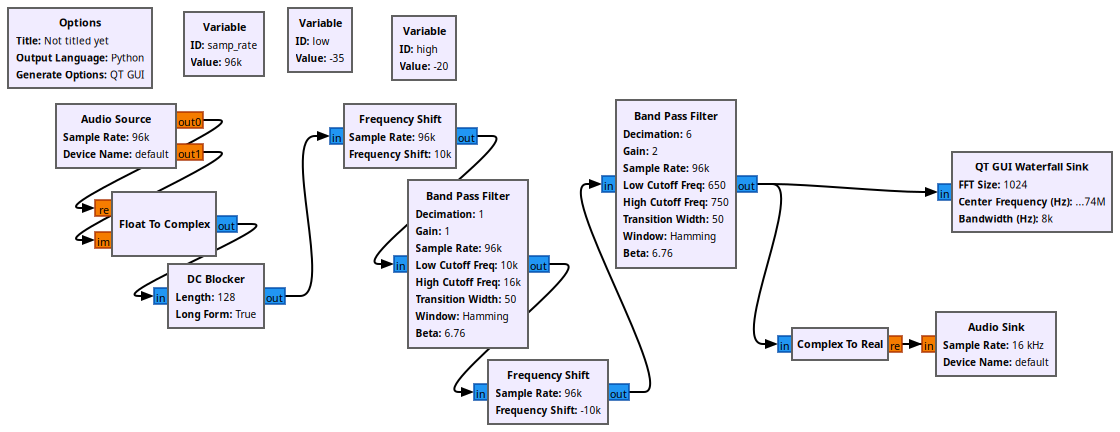 Options
Title: Not titled yet
Output Language: Python
Generate Options: QT GUI
Variable
ID: samp_rate
Value: 96k
Variable
ID: low
Value: -35
Variable
ID: high
Value: -20
Audio Source
Sample Rate: 96k
Device Name: default
out0
out1
re
im
Float To Complex
out
in
DC Blocker
Length: 128
Long Form: True
out
in
Frequency Shift
Sample Rate: 96k
Frequency Shift: 10k
out
in
Band Pass Filter
Decimation: 1
Gain: 1
Sample Rate: 96k
Low Cutoff Freq: 10k
High Cutoff Freq: 16k
Transition Width: 50
Window: Hamming
Beta: 6.76
out
in
Frequency Shift
Sample Rate: 96k
Frequency Shift: -10k
out
in
Band Pass Filter
Decimation: 6
Gain: 2
Sample Rate: 96k
Low Cutoff Freq: 650
High Cutoff Freq: 750
Transition Width: 50
Window: Hamming
Beta: 6.76
out
in
QT GUI Waterfall Sink
FFT Size: 1024
Center Frequency (Hz): ...74M
Bandwidth (Hz): 8k
in
Complex To Real
re
in
Audio Sink
Sample Rate: 16 kHz
Device Name: default